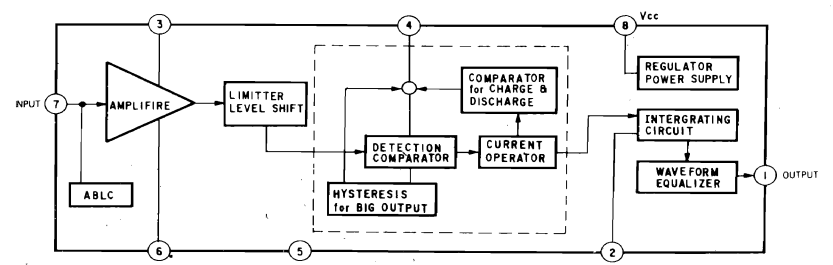 3
4
8 Vcc
INPUT 7
AMPLIFIRE
LIMITTER
LEVEL SHIFT
COMPARATOR
for CHARGE &
DISCHARGE
REGULATOR
POWER SUPPLY
DETECTION
COMPARATOR
CURRENT
OPERATOR
INTERGRATING
CIRCUIT
ABLC
HYSTERESIS
for BIG OUTPUT
WAVEFORM
EQUALIZER
1 OUTPUT
6
5
2